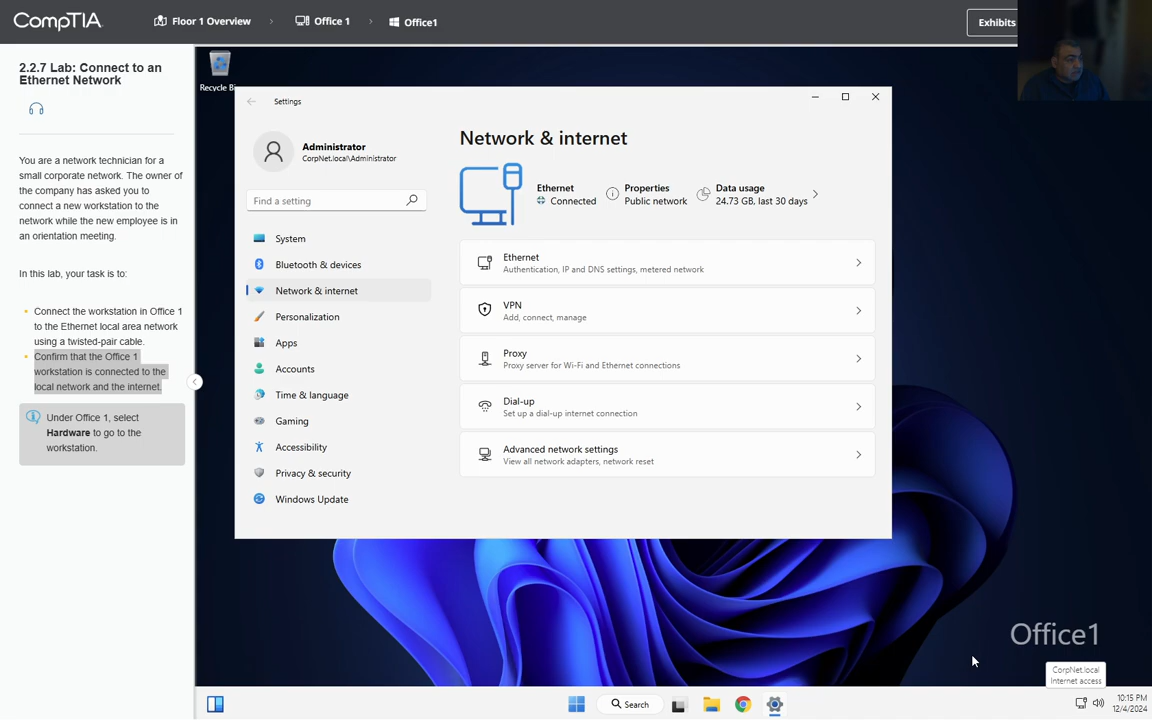 CompTIA.
Floor 1 Overview
Office 1
Office1
Exhibits
2.2.7 Lab: Connect to an
Ethernet Network
You are a network technician for a
small corporate network. The owner of
the company has asked you to
connect a new workstation to the
network while the new employee is in
an orientation meeting.
In this lab, your task is to:
Connect the workstation in Office 1
to the Ethernet local area network
using a twisted-pair cable.
Confirm that the Office 1
workstation is connected to the
local network and the internet.
Under Office 1, select
Hardware to go to the
workstation.
Recycle Bi
Settings
Administrator
CorpNet.local\Administrator
Find a setting
System
Bluetooth & devices
Network & internet
Personalization
Apps
Accounts
Time & language
Gaming
Accessibility
Privacy & security
Windows Update
Network & internet
Ethernet
Connected
Properties
Public network
Data usage
24.73 GB, last 30 days
Ethernet
Authentication, IP and DNS settings, metered network
VPN
Add, connect, manage
Proxy
Proxy server for Wi-Fi and Ethernet connections
Dial-up
Set up a dial-up internet connection
Advanced network settings
View all network adapters, network reset
Office1
CorpNet.local
Internet access
Search
10:15 PM
12/4/2024